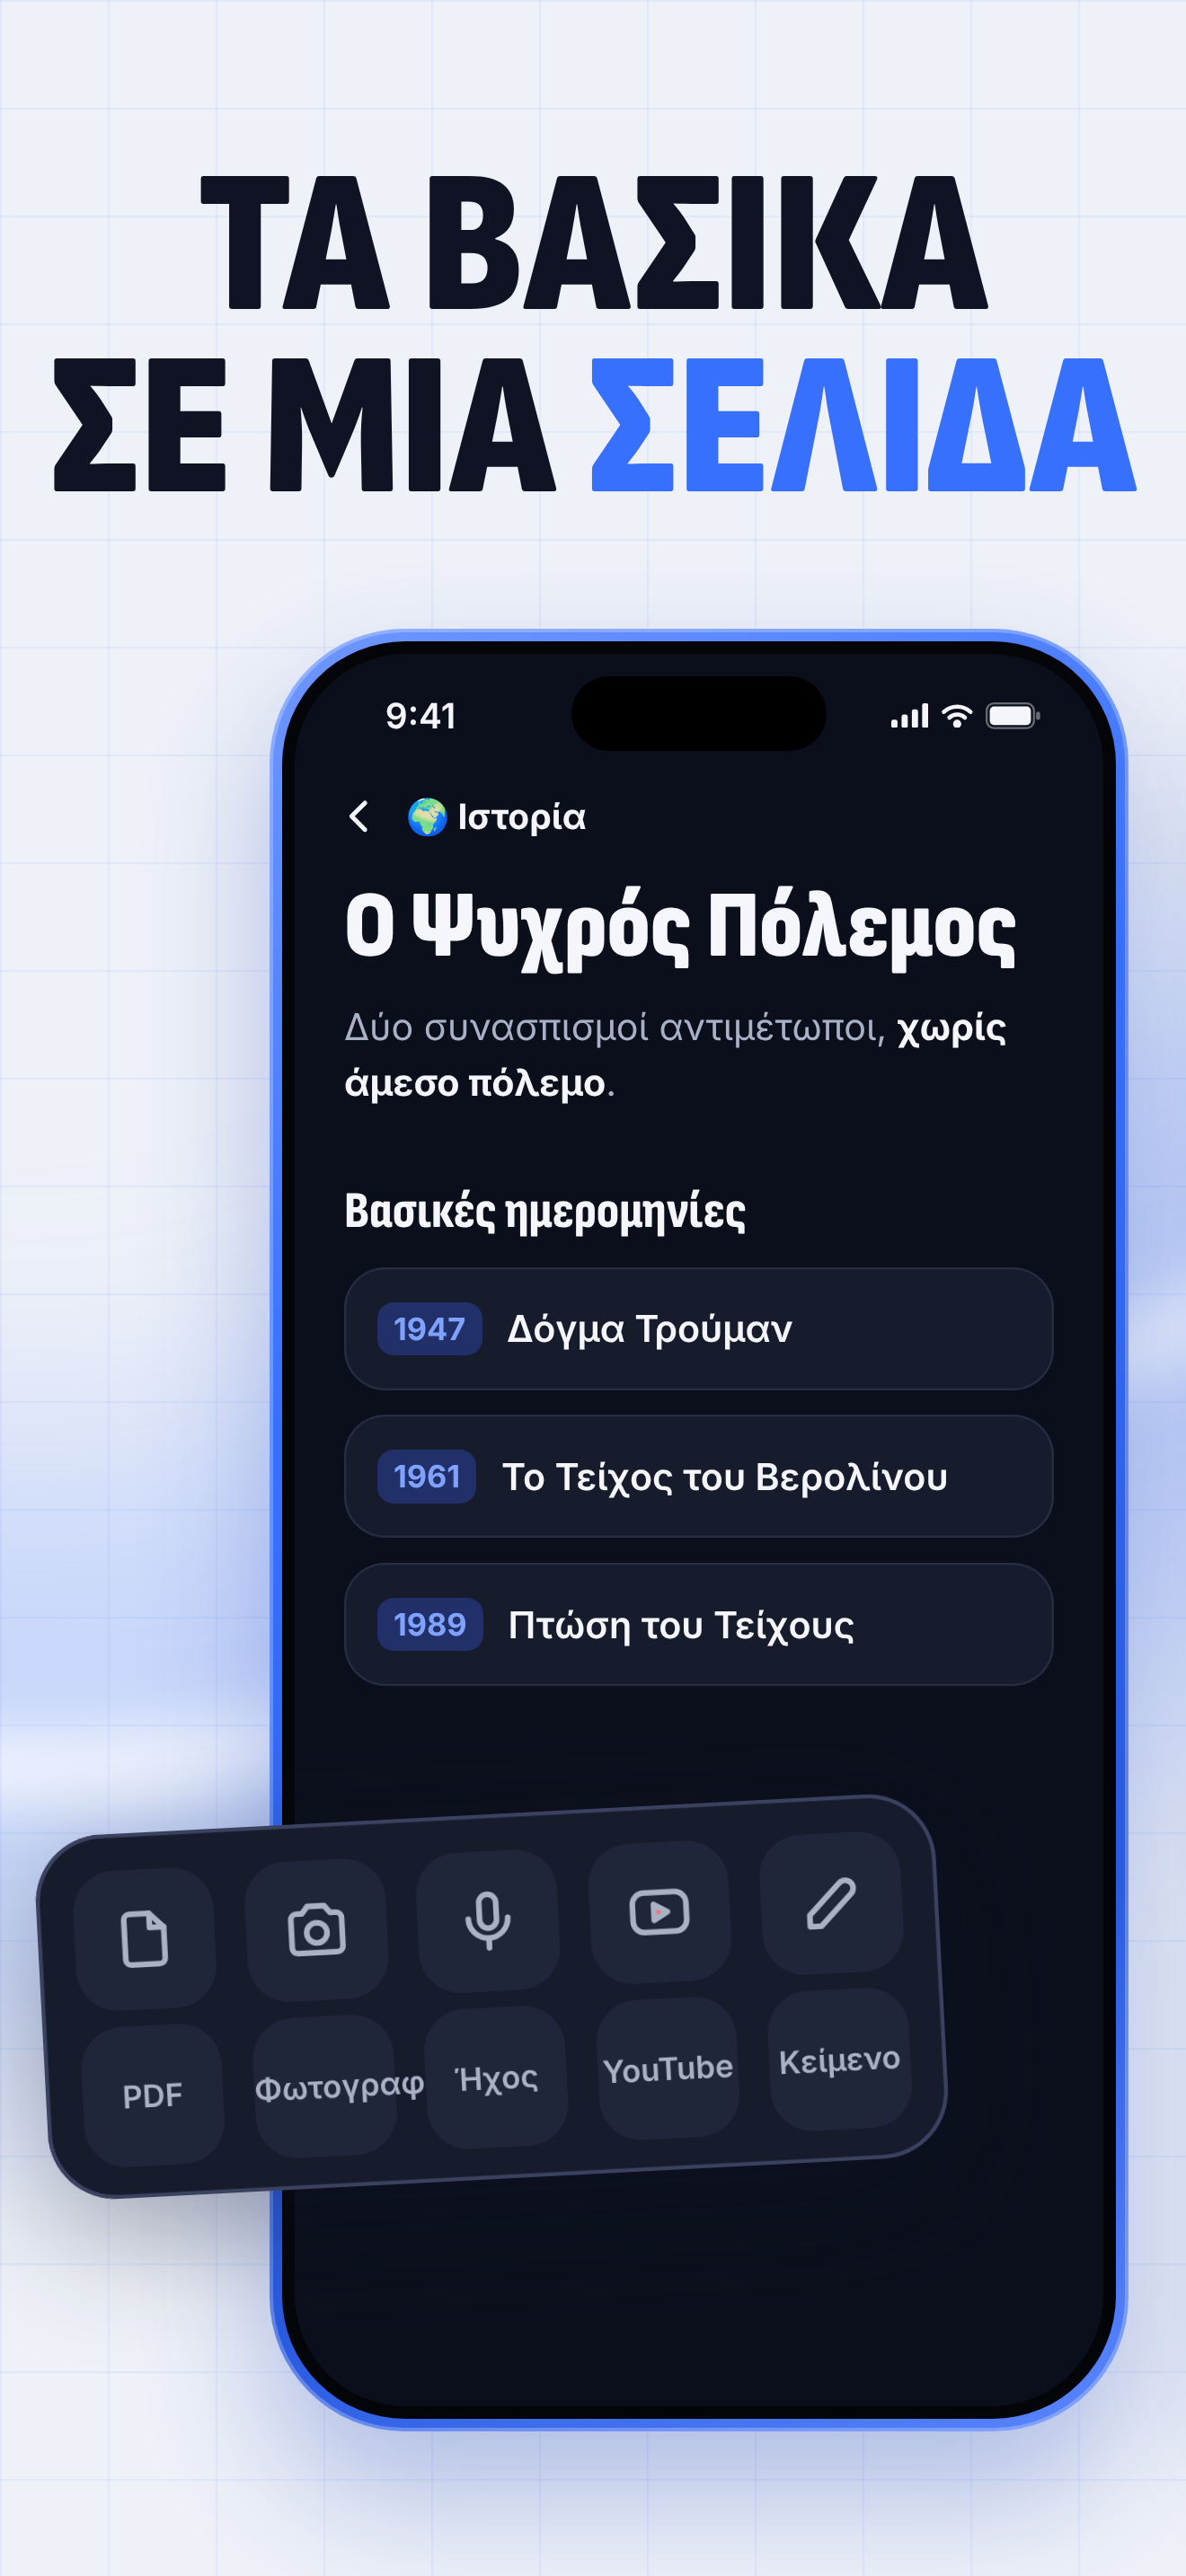 ΤΑ ΒΑΣΙΚΑ
ΣΕ ΜΙΑ ΣΕΛΙΔΑ
9:41
Ιστορία
Ο Ψυχρός Πόλεμος
Δύο συνασπισμοί αντιμέτωποι, χωρίς
άμεσο πόλεμο.
Βασικές ημερομηνίες
1947 Δόγμα Τρούμαν
1961 Το Τείχος του Βερολίνου
1989 Πτώση του Τείχους
PDF Φωτογραφ Ήχος YouTube Κείμενο